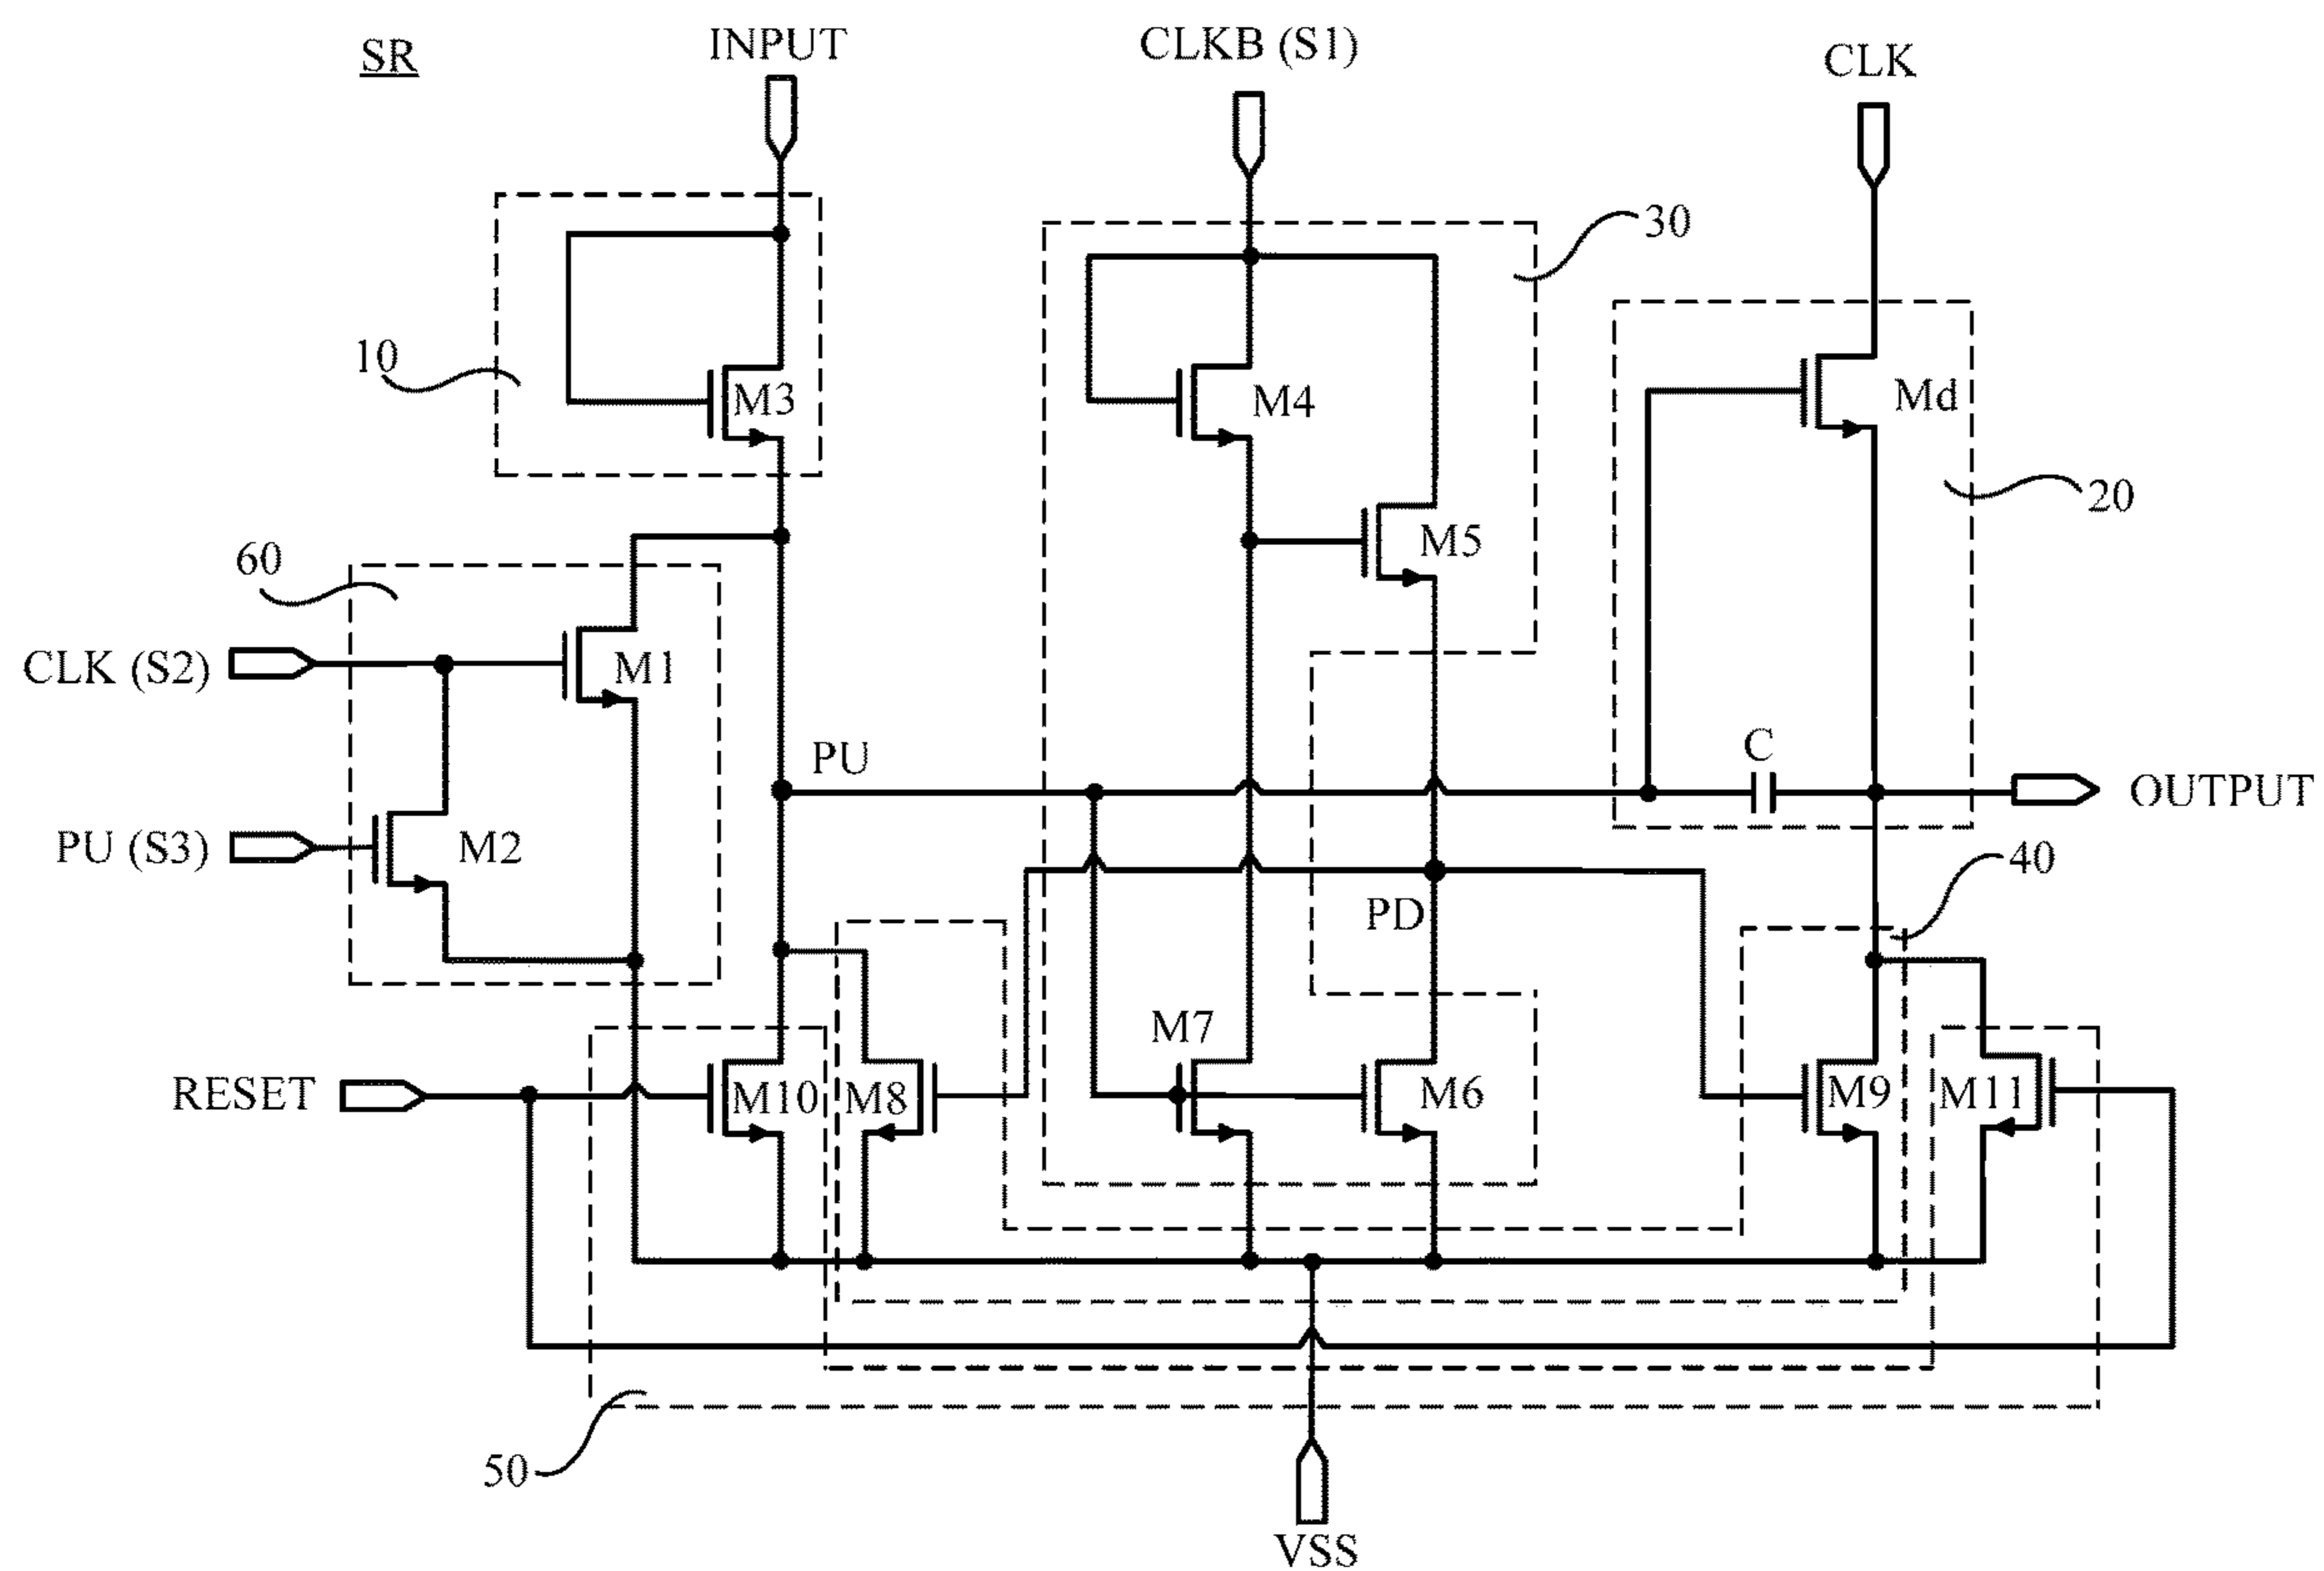 SR
INPUT
CLKB (S1)
CLK
30
10
M3
M4
Md
20
M5
60
CLK (S2)
M1
PU
C
OUTPUT
PU (S3)
M2
40
PD
M7
RESET
M10
M8
M6
M9
M11
50
VSS